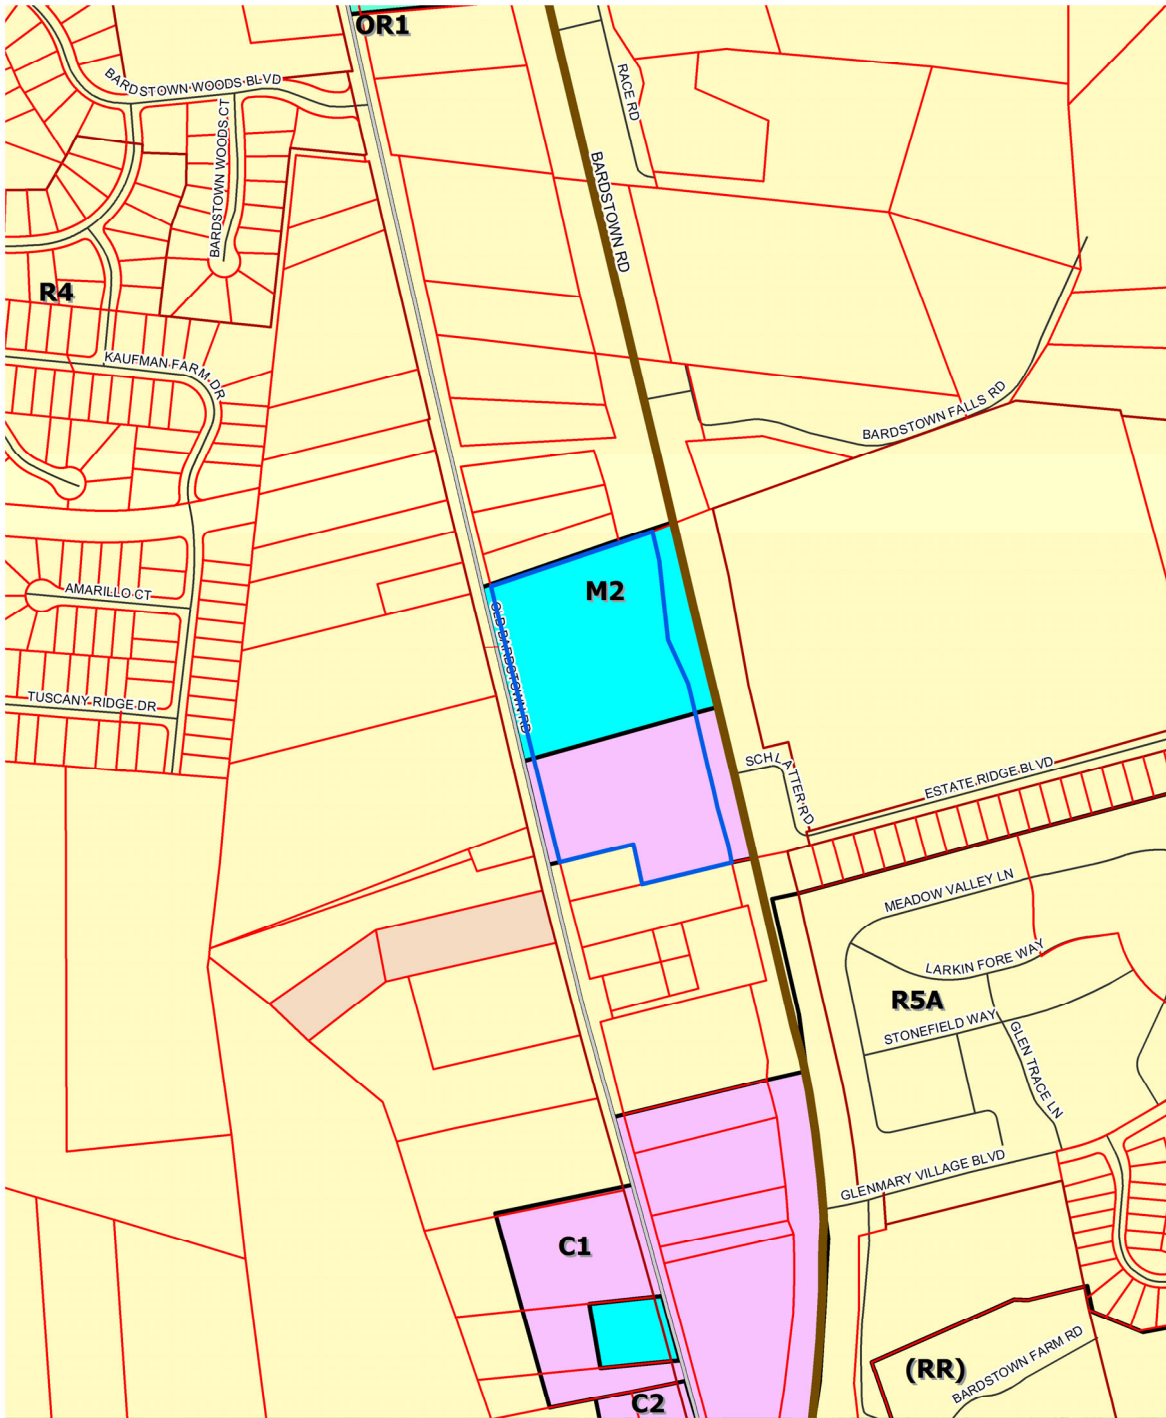 OR1
BARDSTOWN WOODS BLVD
RACE RD
BARDSTOWN WOODS CT
BARDSTOWN RD
R4
KAUFMAN FARM DR
BARDSTOWN FALLS RD
AMARILLO CT
M2
OLD BARDSTOWN RD
TUSCANY RIDGE DR
SCHLATTER RD
ESTATE RIDGE BLVD
MEADOW VALLEY LN
LARKIN FORE WAY
R5A
STONEFIELD WAY
GLEN TRACE LN
GLENMARY VILLAGE BLVD
C1
(RR)
BARDSTOWN FARM RD
C2